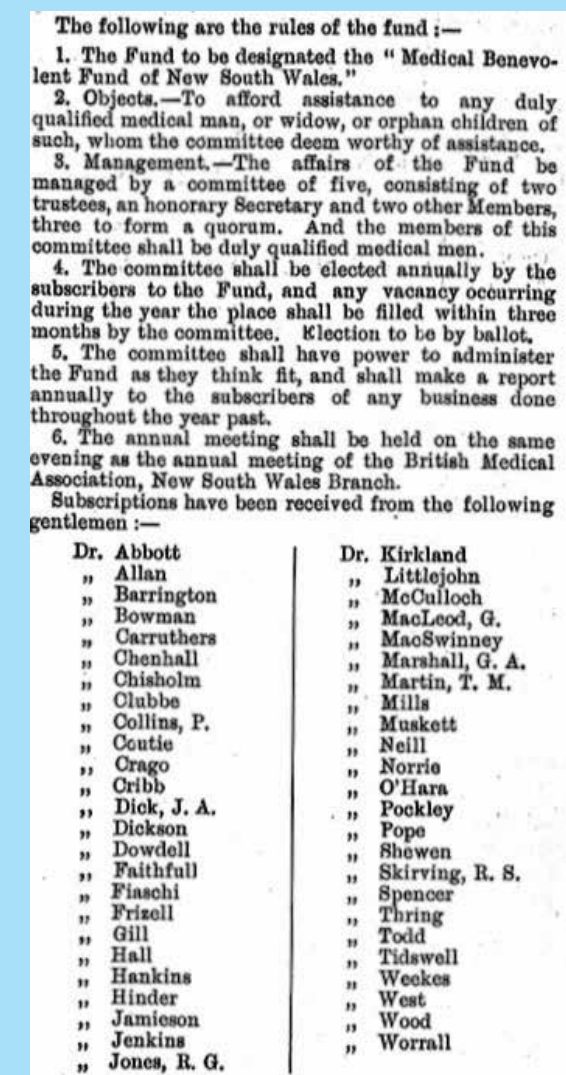 The following are the rules of the fund :—
1. The Fund to be designated the "Medical Benevo-
lent Fund of New South Wales."
2. Objects.—To afford assistance to any duly
qualified medical man, or widow, or orphan children of
such, whom the committee deem worthy of assistance.
3. Management.—The affairs of the Fund be
managed by a committee of five, consisting of two
trustees, an honorary Secretary and two other Members,
three to form a quorum. And the members of this
committee shall be duly qualified medical men.
4. The committee shall be elected annually by the
subscribers to the Fund, and any vacancy occurring
during the year the place shall be filled within three
months by the committee. Election to be by ballot.
5. The committee shall have power to administer
the Fund as they think fit, and shall make a report
annually to the subscribers of any business done
throughout the year past.
6. The annual meeting shall be held on the same
evening as the annual meeting of the British Medical
Association, New South Wales Branch.
Subscriptions have been received from the following
gentlemen :—
Dr. Abbott
„ Allan
„ Barrington
„ Bowman
„ Carruthers
„ Chenhall
„ Chisholm
„ Clubbe
„ Collins, P.
„ Coutie
„ Crago
„ Cribb
„ Dick, J. A.
„ Dickson
„ Dowdell
„ Faithfull
„ Fiaschi
„ Frizell
„ Gill
„ Hall
„ Hankins
„ Hinder
„ Jamieson
„ Jenkins
„ Jones, R. G.
Dr. Kirkland
„ Littlejohn
„ McCulloch
„ MacLeod, G.
„ MacSwinney
„ Marshall, G. A.
„ Martin, T. M.
„ Mills
„ Muskett
„ Neill
„ Norrie
„ O'Hara
„ Pockley
„ Pope
„ Shewen
„ Skirving, R. S.
„ Spencer
„ Thring
„ Todd
„ Tidswell
„ Weekes
„ West
„ Wood
„ Worrall